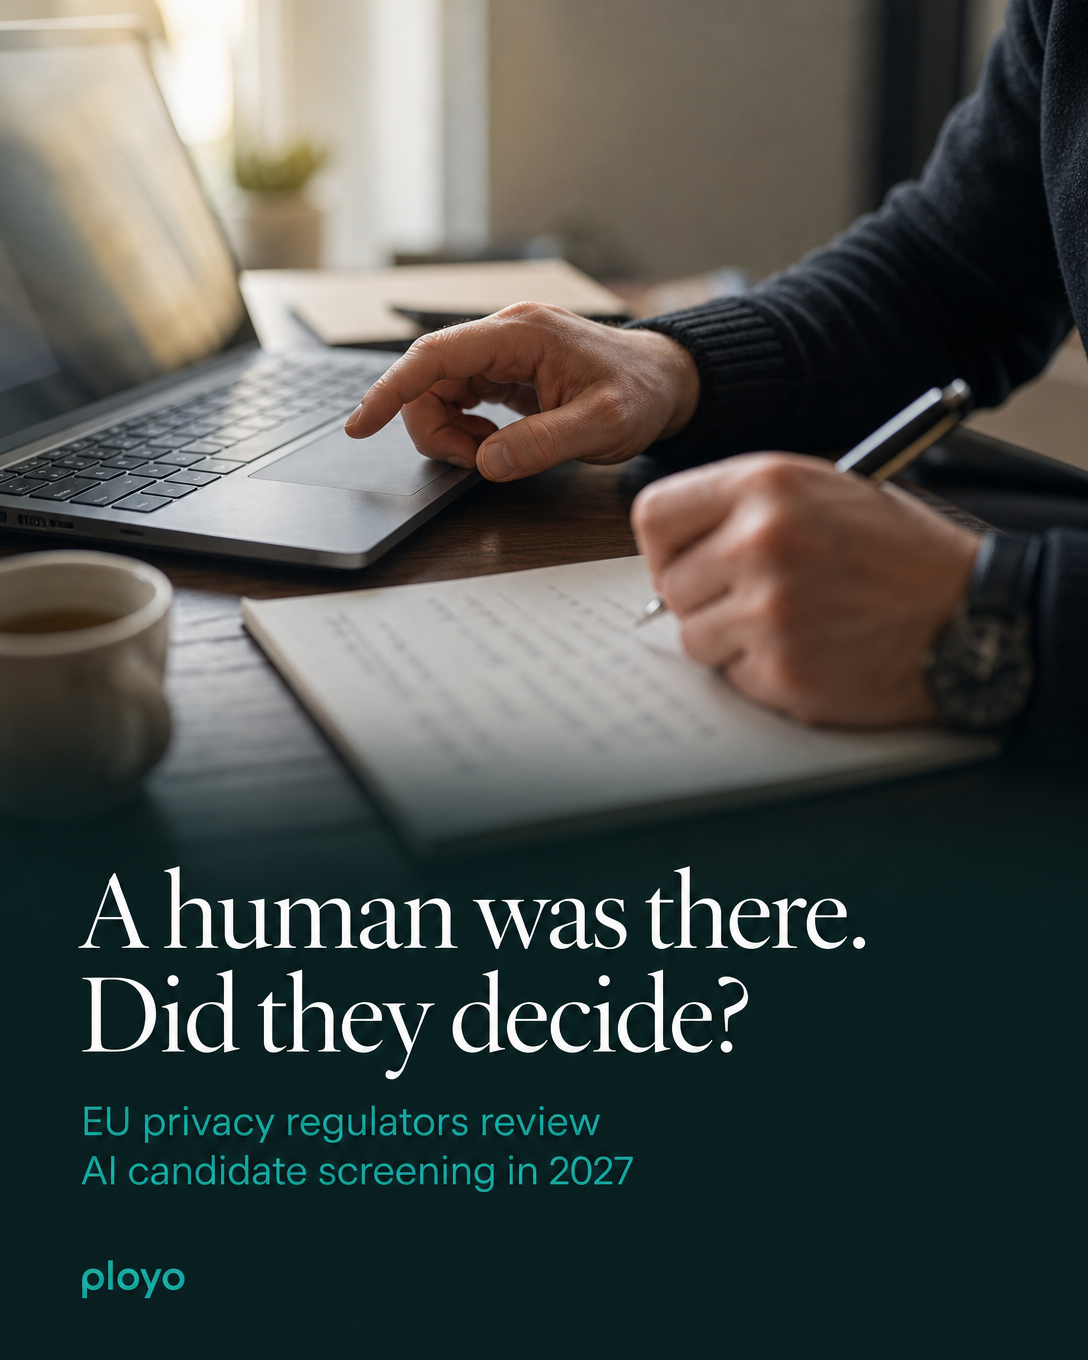 A human was there.
Did they decide?
EU privacy regulators review
AI candidate screening in 2027
ployo